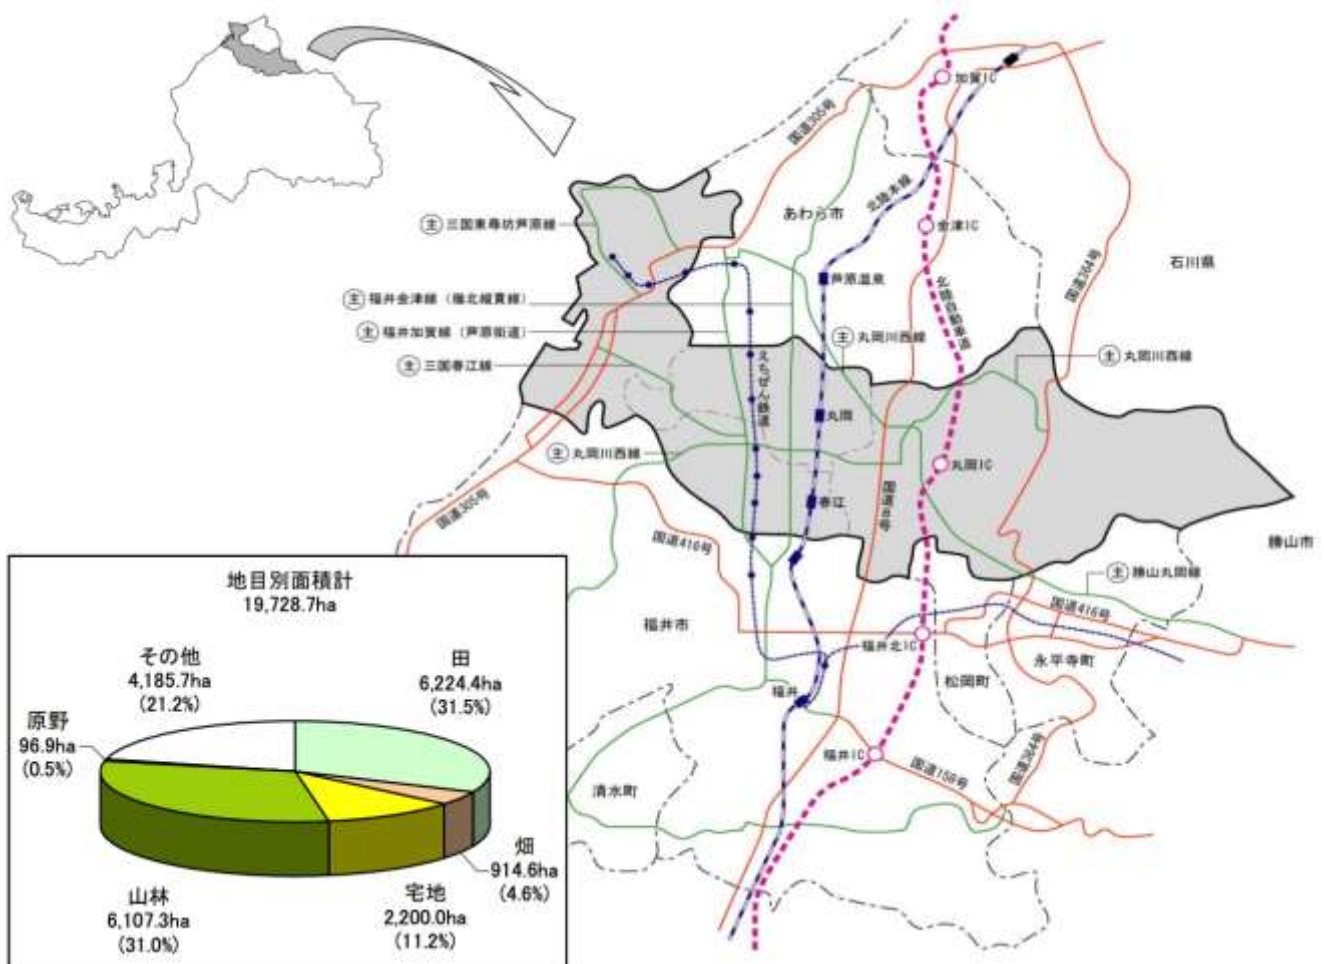 加賀IC
国道305号
北陸本線
あわら市
金津IC
国道364号
石川県
主 三国東尋坊芦原線
芦原温泉
北陸自動車道
主 福井金津線 (嶺北縦貫線)
主 福井加賀線 (芦原街道)
主 丸岡川西線
主 丸岡川西線
主 三国春江線
えちぜん鉄道
丸岡
主 丸岡川西線
丸岡IC
国道8号
春江
国道305号
国道416号
勝山市
主 勝山丸岡線
国道416号
福井市
福井北IC
永平寺町
松岡町
福井
福井IC
国道158号
国道364号
清水町
地目別面積計
19,728.7ha
その他
4,185.7ha
(21.2%)
田
6,224.4ha
(31.5%)
原野
96.9ha
(0.5%)
畑
914.6ha
(4.6%)
宅地
2,200.0ha
(11.2%)
山林
6,107.3ha
(31.0%)